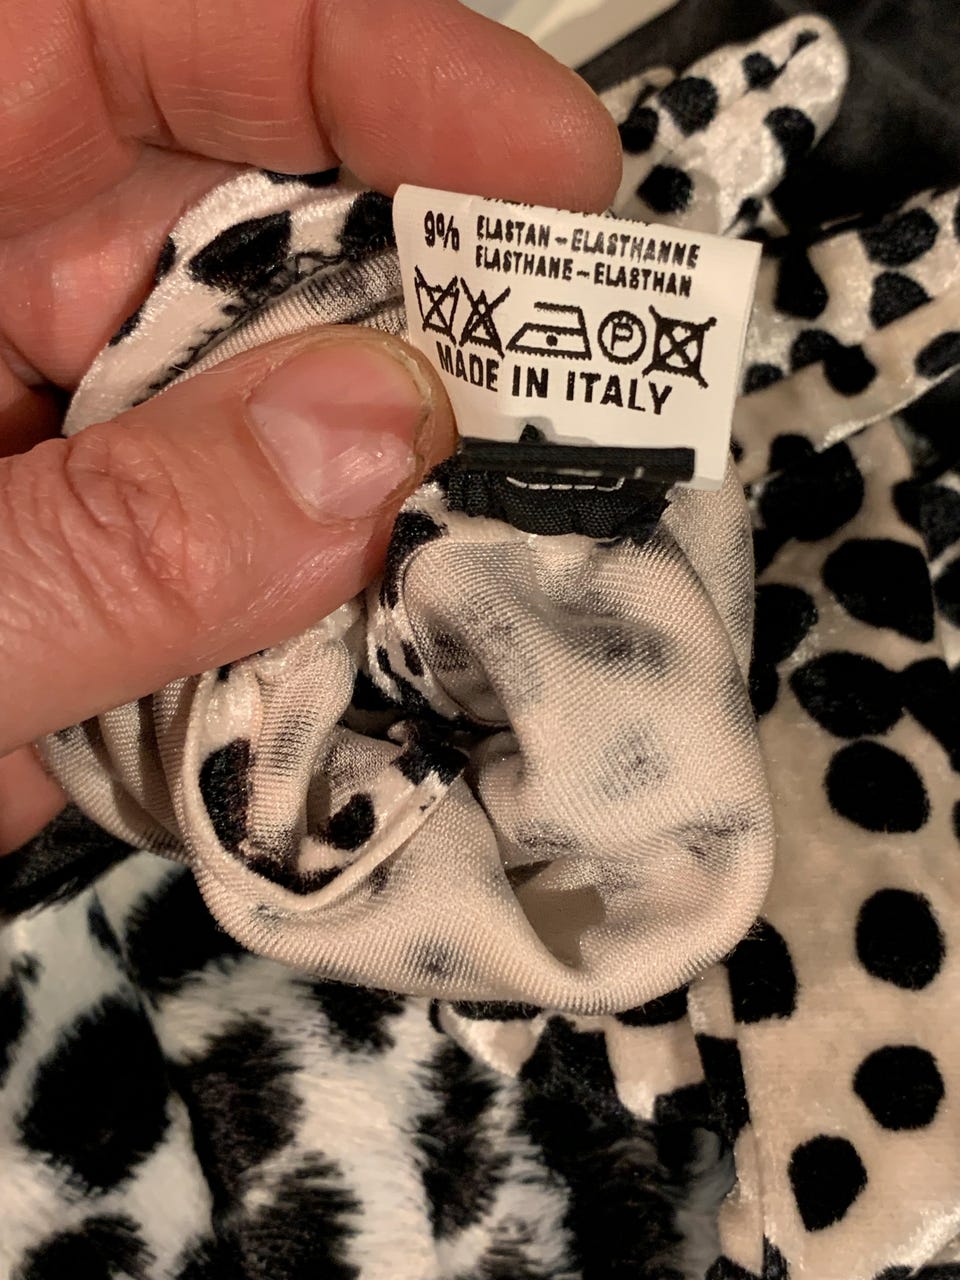 9% ELASTAN - ELASTHANNE
ELASTHANE - ELASTHAN
P
MADE IN ITALY